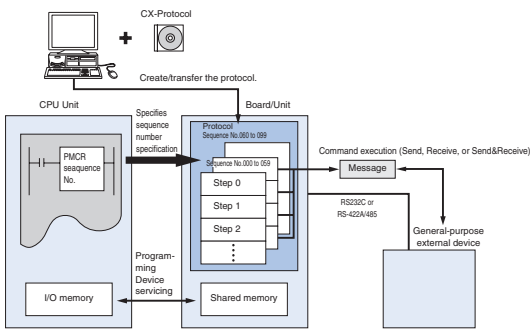 CX-Protocol
Create/transfer the protocol.
CPU Unit
Specifies
sequence
number
specification
Board/Unit
Protocol
Sequence No.060 to 099
Sequence No.000 to 059
PMCR
seaquence
No.
Step 0
Step 1
Step 2
Command execution (Send, Receive, or Send&Receive)
Message
RS232C or
RS-422A/485
General-purpose
external device
Program-
ming
Device
servicing
I/O memory
Shared memory